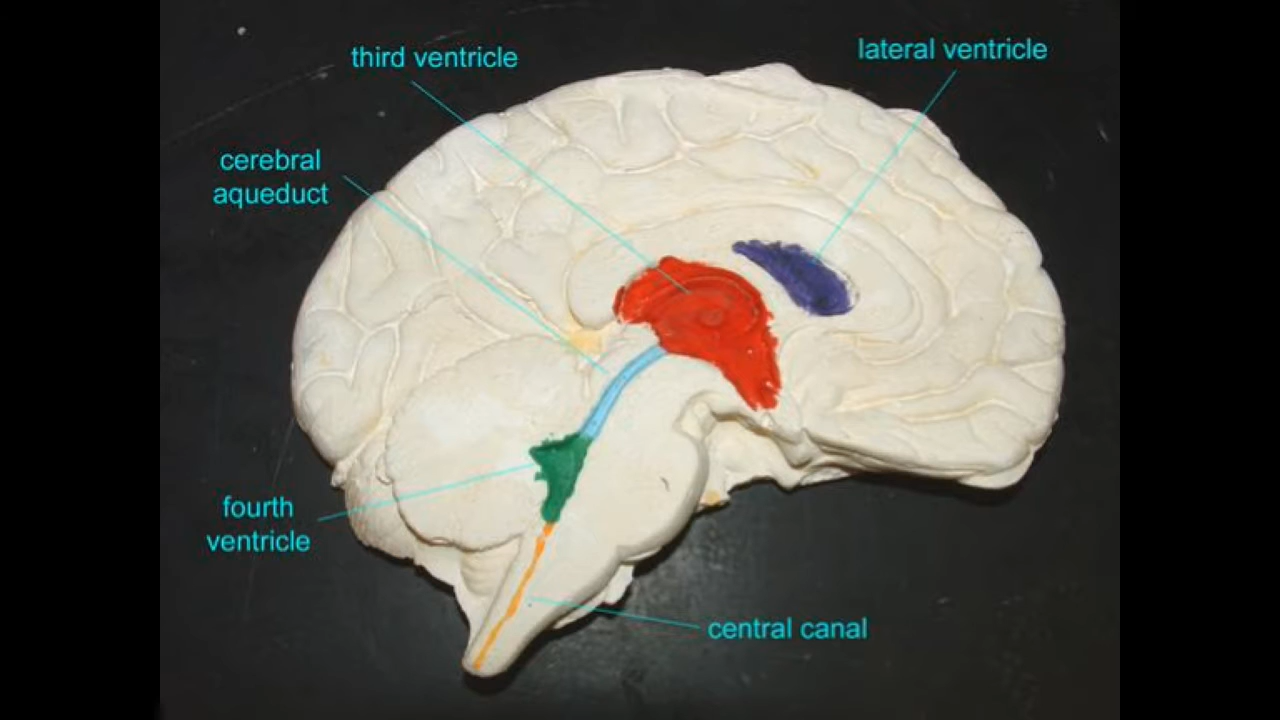 third ventricle
lateral ventricle
cerebral
aqueduct
fourth
ventricle
central canal